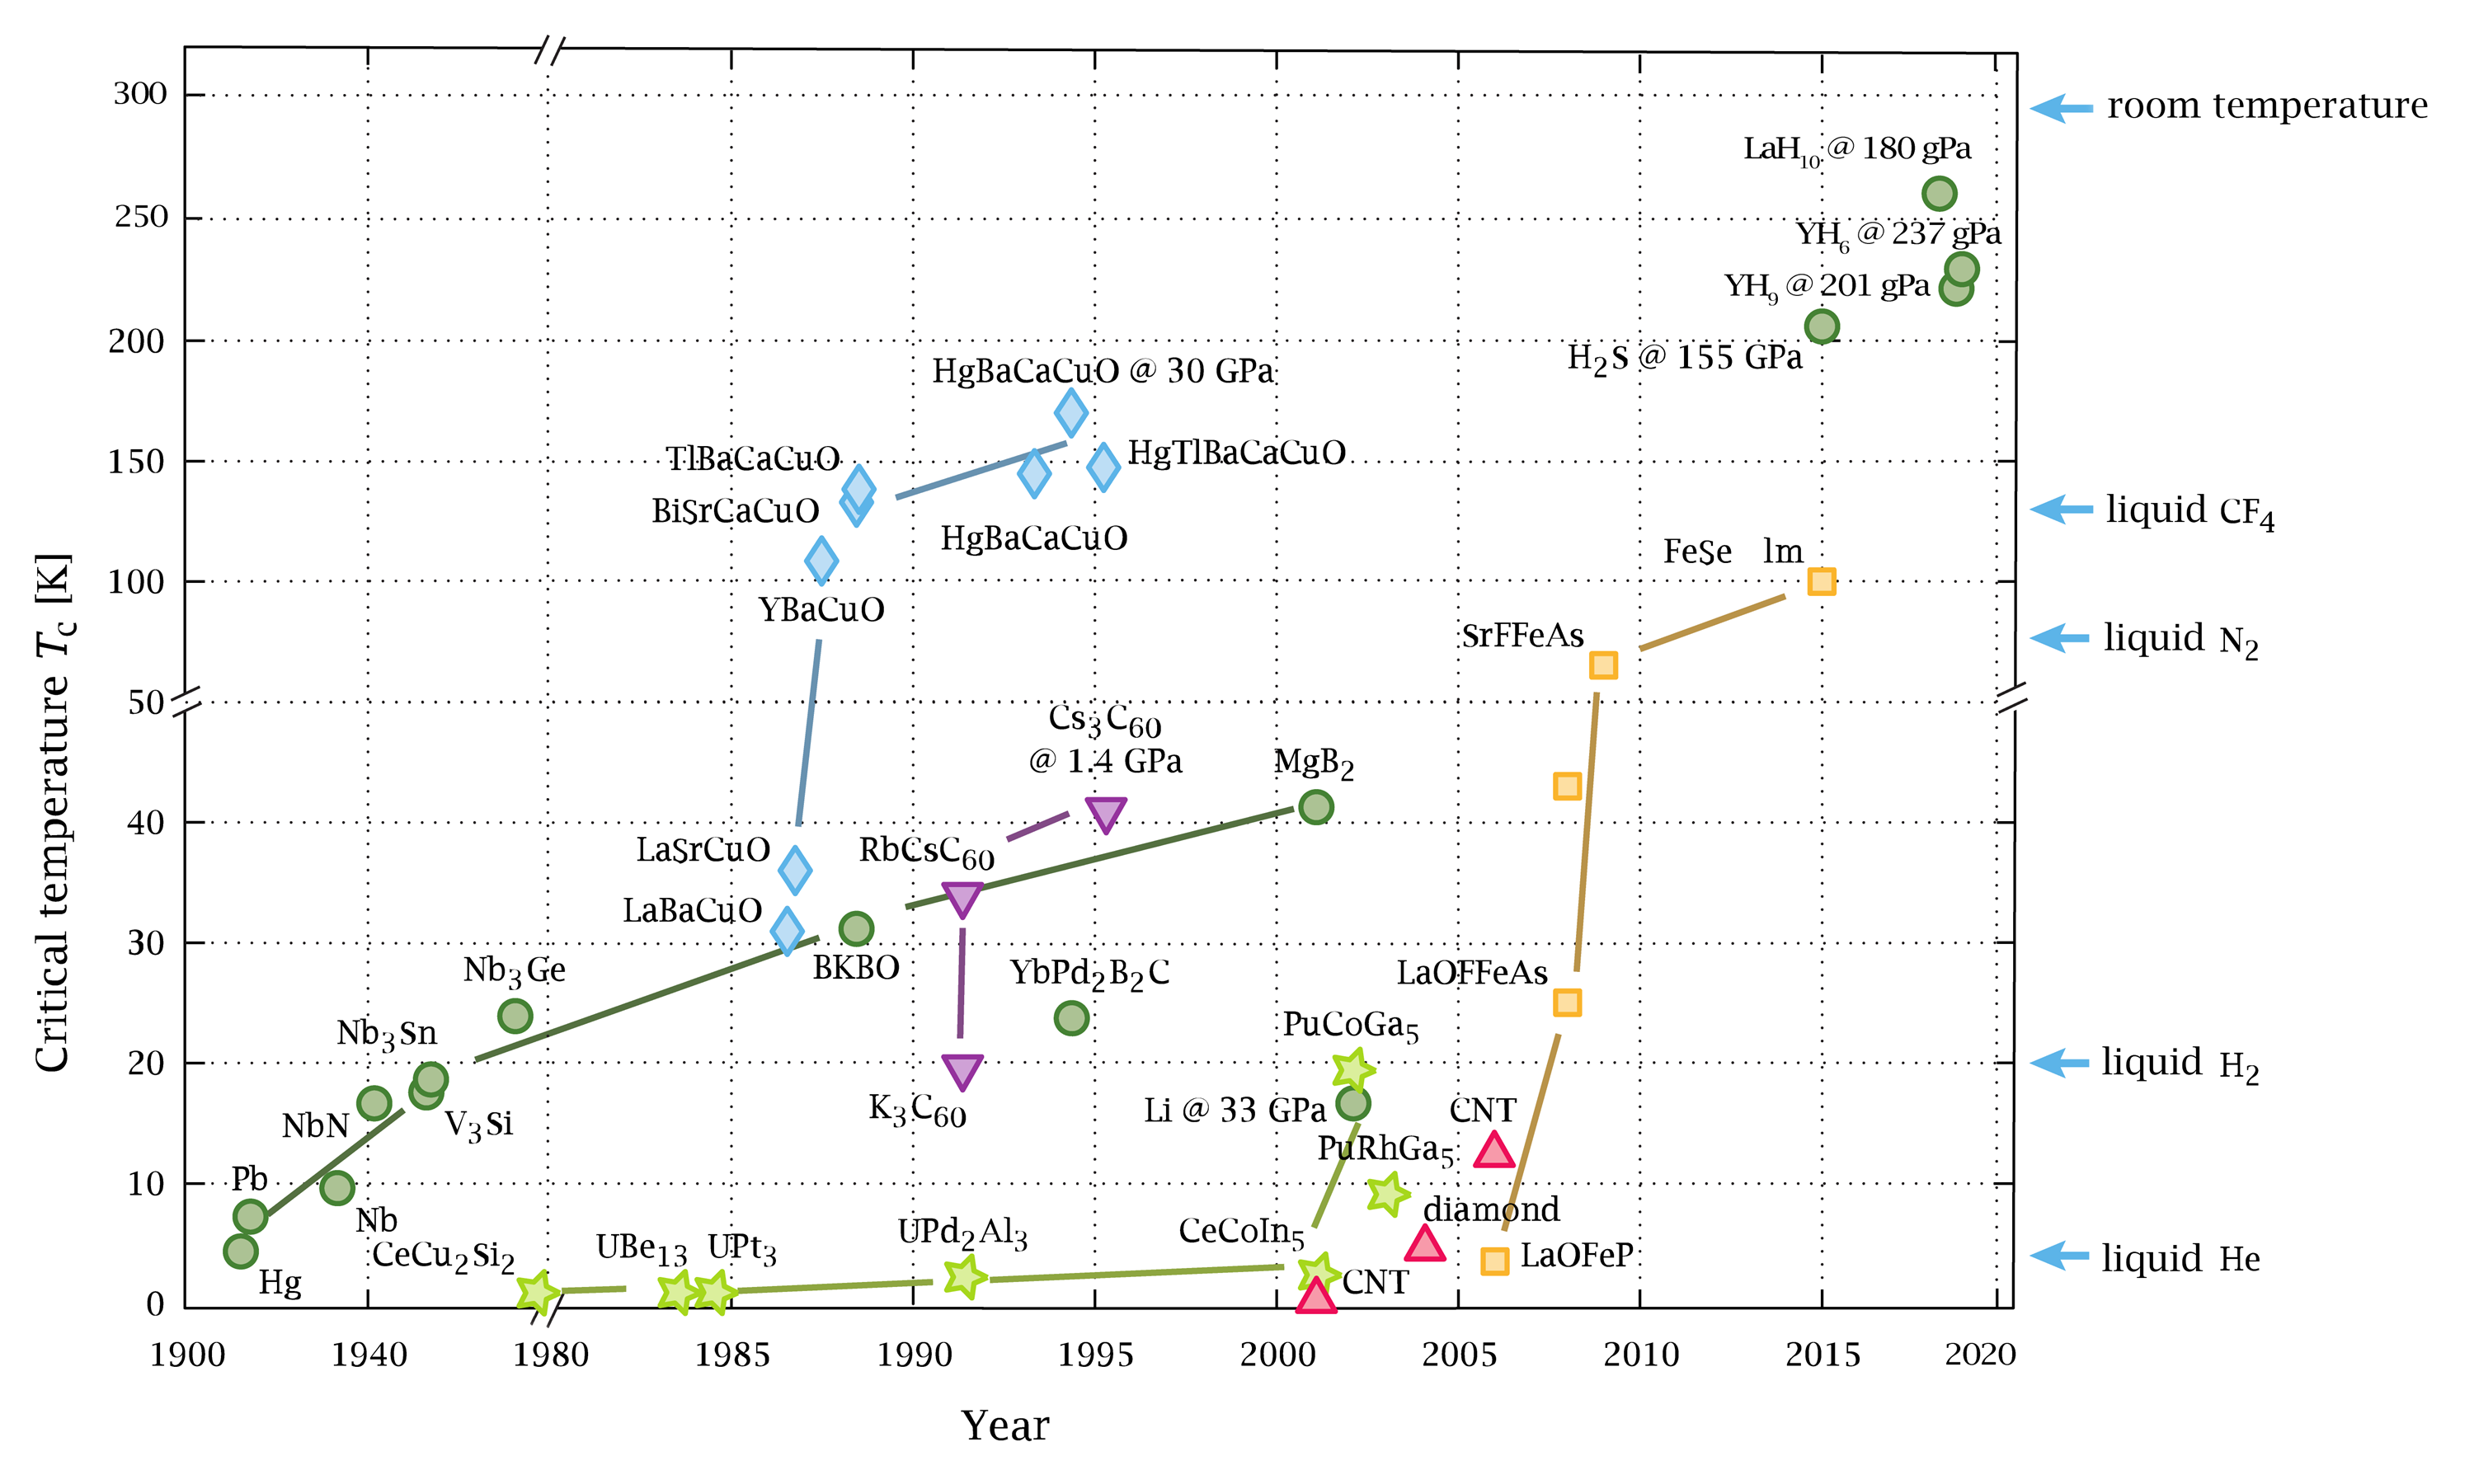 300
room temperature
LaH10 @ 180 gPa
250
YH6 @ 237 gPa
YH9 @ 201 gPa
200
H2S @ 155 GPa
HgBaCaCuO @ 30 GPa
TlBaCaCuO
150
HgTlBaCaCuO
BiSrCaCuO
liquid CF4
HgBaCaCuO
FeSe lm
100
YBaCuO
SrFFeAs
liquid N2
50
Cs3C60
@ 1.4 GPa
MgB2
40
LaSrCuO
RbCsC60
LaBaCuO
30
BKBO
Nb3Ge
YbPd2B2C
LaOFFeAs
Nb3Sn
PuCoGa5
20
liquid H2
NbN
V3Si
K3C60
Li @ 33 GPa
CNT
PuRhGa5
Pb
10
Nb
diamond
CeCu2Si2
UBe13
UPt3
UPd2Al3
CeCoIn5
LaOFeP
liquid He
Hg
CNT
0
1900 1940 1980 1985 1990 1995 2000 2005 2010 2015 2020
Year
Critical temperature Tc [K]